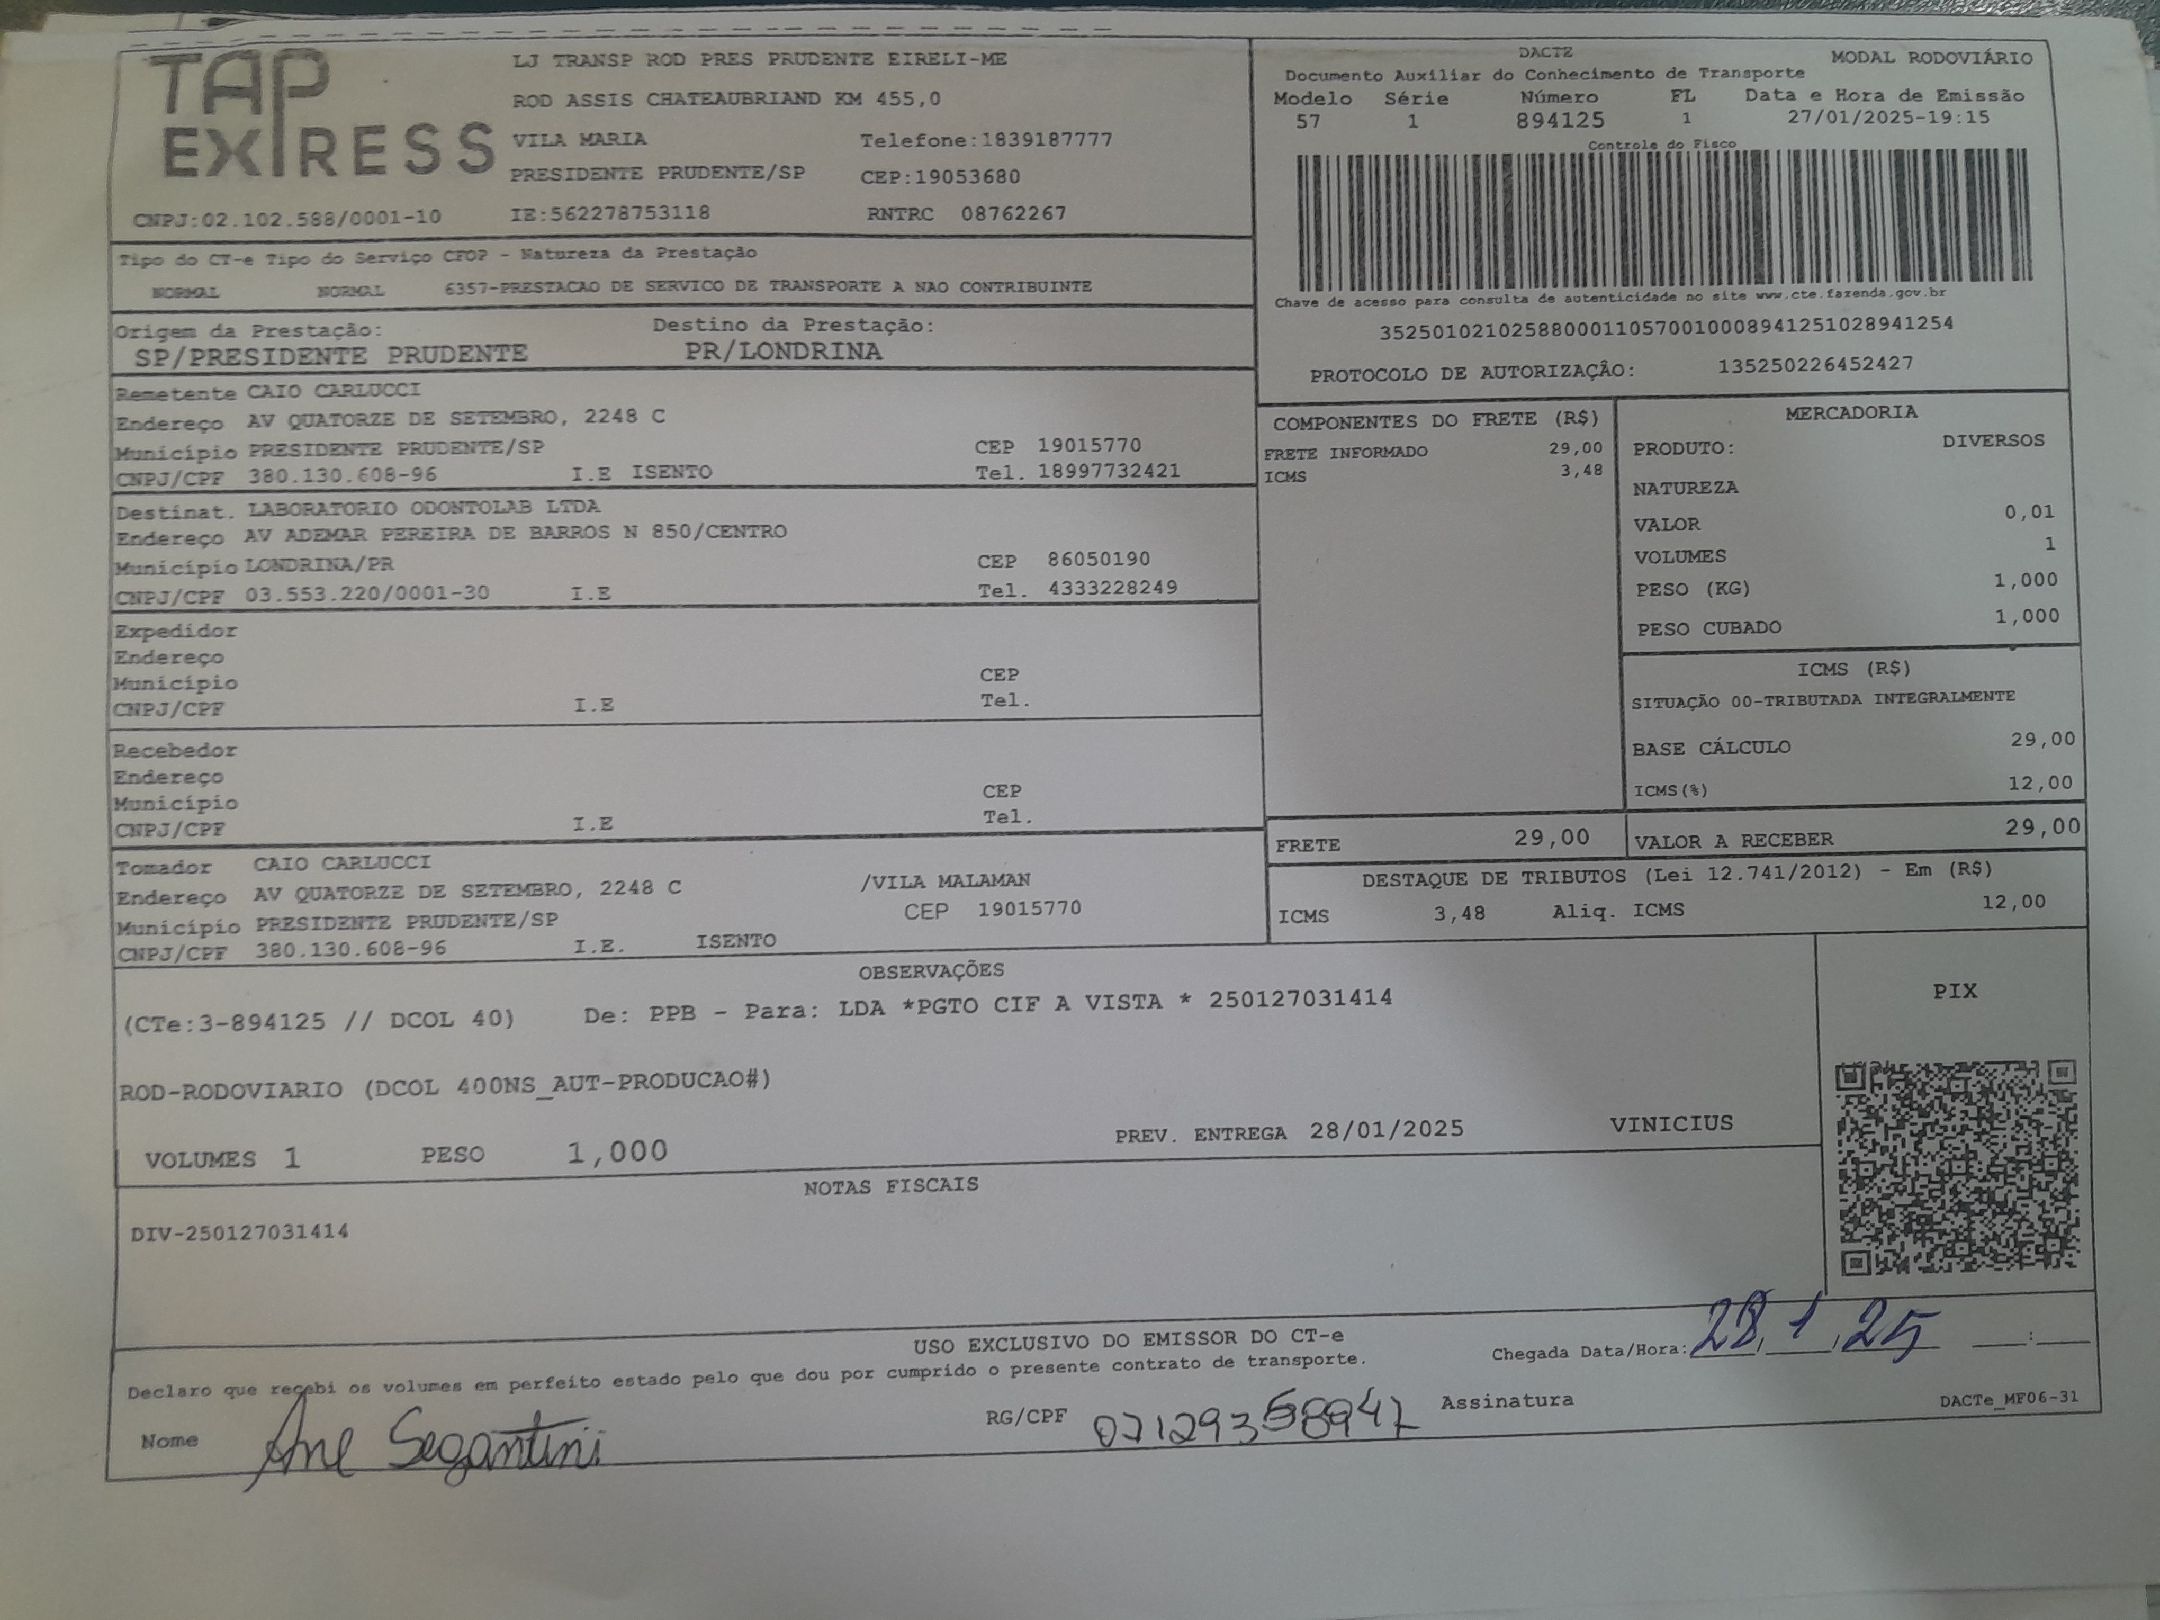 TAP
EXPRESS
LJ TRANSP ROD PRES PRUDENTE EIRELI-ME
ROD ASSIS CHATEAUBRIAND KM 455,0
VILA MARIA Telefone:1839187777
PRESIDENTE PRUDENTE/SP CEP:19053680
CNPJ:02.102.588/0001-10 IE:562278753118 RNTRC 08762267
DACTE MODAL RODOVIÁRIO
Documento Auxiliar do Conhecimento de Transporte
Modelo Série Número FL Data e Hora de Emissão
57 1 894125 1 27/01/2025-19:15
Controle do Fisco
Chave de acesso para consulta de autenticidade no site www.cte.fazenda.gov.br
35250102102588000110570010008941251028941254
PROTOCOLO DE AUTORIZAÇÃO: 135250226452427
Tipo do CT-e Tipo do Serviço CFOP - Natureza da Prestação
NORMAL NORMAL 6357-PRESTACAO DE SERVICO DE TRANSPORTE A NAO CONTRIBUINTE
Origem da Prestação: Destino da Prestação:
SP/PRESIDENTE PRUDENTE PR/LONDRINA
Remetente CAIO CARLUCCI
Endereço AV QUATORZE DE SETEMBRO, 2248 C
Município PRESIDENTE PRUDENTE/SP CEP 19015770
CNPJ/CPF 380.130.608-96 I.E ISENTO Tel. 18997732421
Destinat. LABORATORIO ODONTOLAB LTDA
Endereço AV ADEMAR PEREIRA DE BARROS N 850/CENTRO
Município LONDRINA/PR CEP 86050190
CNPJ/CPF 03.553.220/0001-30 I.E Tel. 4333228249
Expedidor
Endereço
Município CEP
CNPJ/CPF I.E Tel.
Recebedor
Endereço
Município CEP
CNPJ/CPF I.E Tel.
Tomador CAIO CARLUCCI
Endereço AV QUATORZE DE SETEMBRO, 2248 C /VILA MALAMAN
Município PRESIDENTE PRUDENTE/SP CEP 19015770
CNPJ/CPF 380.130.608-96 I.E. ISENTO
COMPONENTES DO FRETE (R$)
FRETE INFORMADO 29,00
ICMS 3,48
MERCADORIA
PRODUTO: DIVERSOS
NATUREZA
VALOR 0,01
VOLUMES 1
PESO (KG) 1,000
PESO CUBADO 1,000
ICMS (R$)
SITUAÇÃO 00-TRIBUTADA INTEGRALMENTE
BASE CÁLCULO 29,00
ICMS(%) 12,00
FRETE 29,00 VALOR A RECEBER 29,00
DESTAQUE DE TRIBUTOS (Lei 12.741/2012) - Em (R$)
ICMS 3,48 Aliq. ICMS 12,00
OBSERVAÇÕES
(CTe:3-894125 // DCOL 40) De: PPB - Para: LDA *PGTO CIF A VISTA * 250127031414
ROD-RODOVIARIO (DCOL 400NS_AUT-PRODUCAO#)
VOLUMES 1 PESO 1,000 PREV. ENTREGA 28/01/2025 VINICIUS
PIX
NOTAS FISCAIS
DIV-250127031414
USO EXCLUSIVO DO EMISSOR DO CT-e
Declaro que recebi os volumes em perfeito estado pelo que dou por cumprido o presente contrato de transporte.
Chegada Data/Hora: 28, 1, 25 :
Nome Ane Segantini RG/CPF Assinatura
DACTe_MF06-31